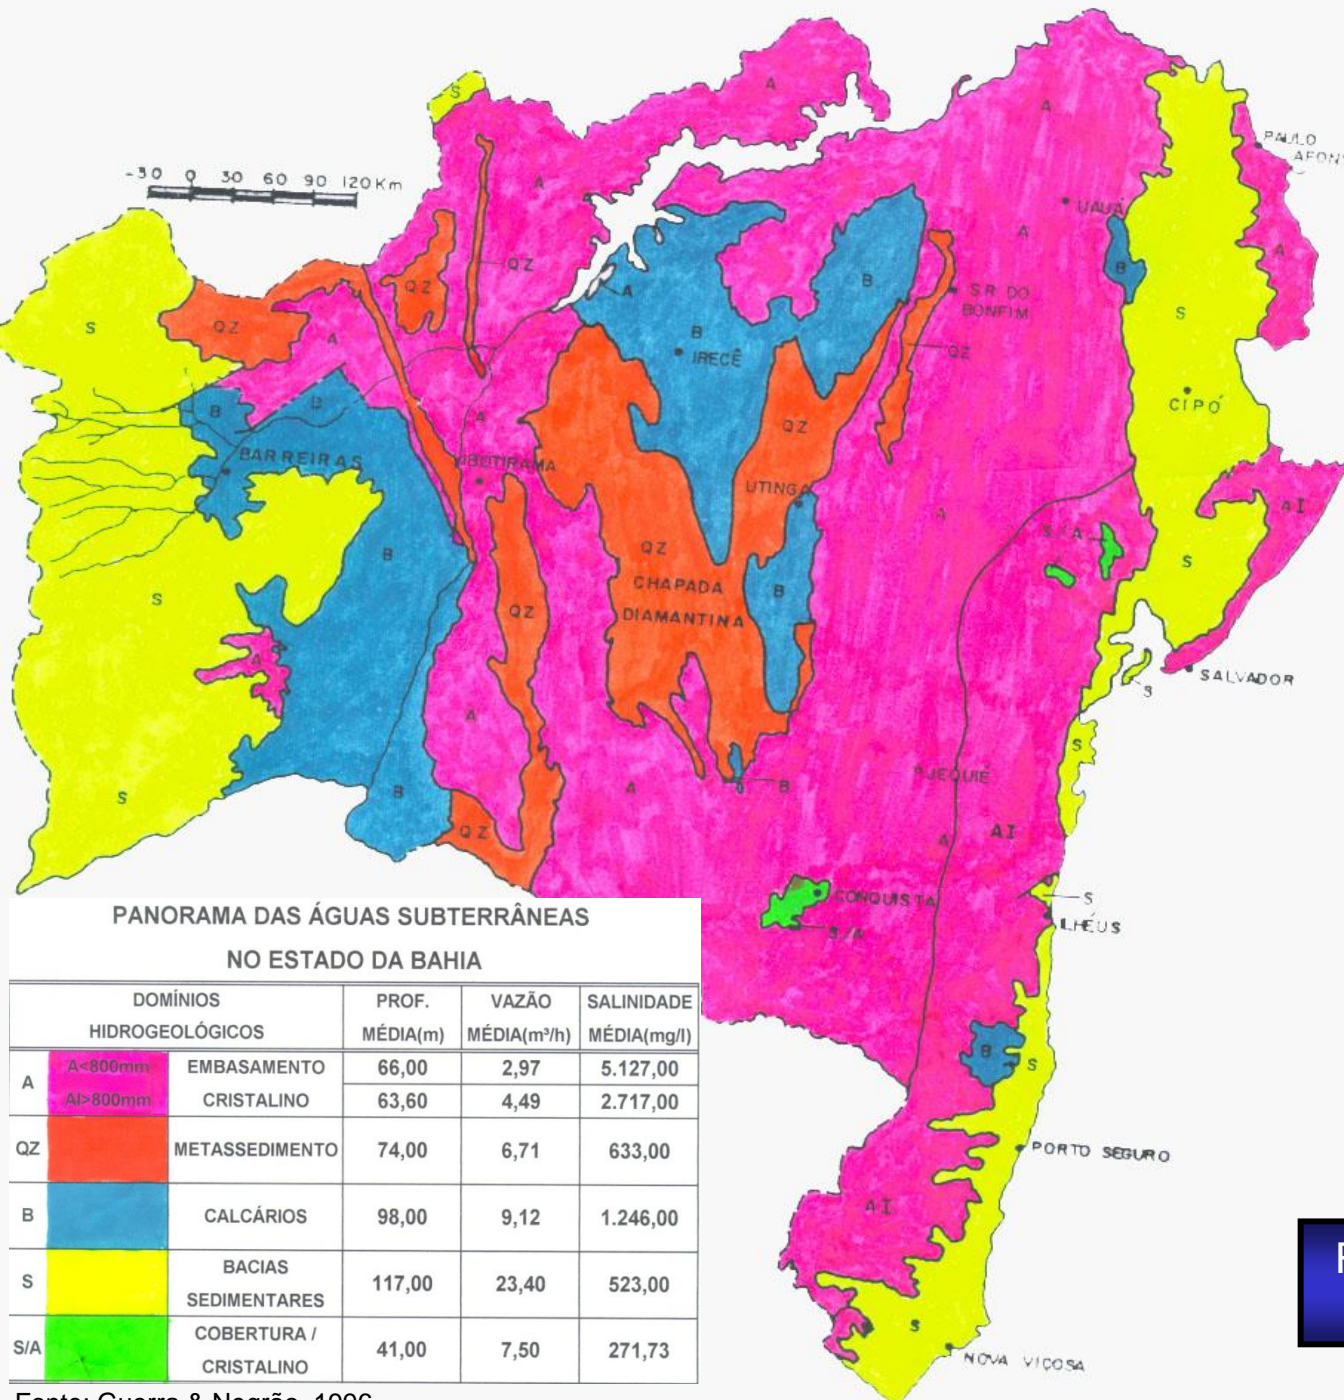 S
A
A
PAULO
-30 0 30 60 90 120Km
A
UAUÁ
A
A
QZ
QZ
A
B
B
S
S.R. DO
BONFIM
S
QZ
A
B
IRECÊ
QZ
CIPÓ
B
B
A
QZ
BARREIRAS
IBOTIRAMA
UTINGA
A
AI
S/A
B
QZ
S
CHAPADA
DIAMANTINA
B
S
QZ
A
SALVADOR
S
A
S
JEQUIÉ
A
B
S
B
QZ
A
AI
CONQUISTA
S
S/A
ILHÉUS
B
S
PORTO SEGURO
AI
S
NOVA VIÇOSA
PANORAMA DAS ÁGUAS SUBTERRÂNEAS
NO ESTADO DA BAHIA
DOMÍNIOS
HIDROGEOLÓGICOS
PROF.
MÉDIA(m)
VAZÃO
MÉDIA(m³/h)
SALINIDADE
MÉDIA(mg/l)
A A<800mm EMBASAMENTO 66,00 2,97 5.127,00
AI>800mm CRISTALINO 63,60 4,49 2.717,00
QZ METASSEDIMENTO 74,00 6,71 633,00
B CALCÁRIOS 98,00 9,12 1.246,00
S BACIAS
SEDIMENTARES 117,00 23,40 523,00
S/A COBERTURA /
CRISTALINO 41,00 7,50 271,73
Fonte: Guerra & Negrão, 1996